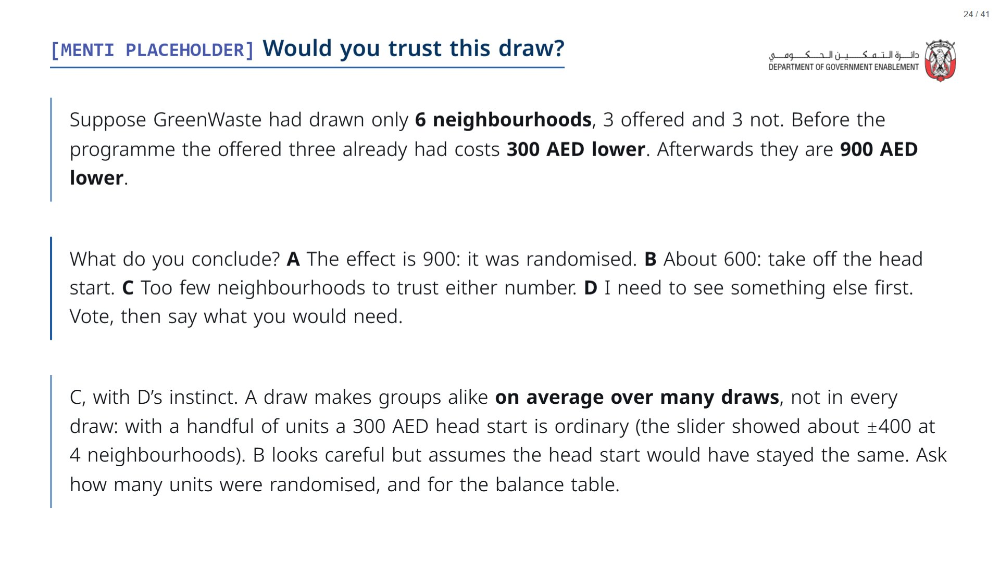 24 / 41
[MENTI PLACEHOLDER] Would you trust this draw?
دائرة التمكين الحكومي
DEPARTMENT OF GOVERNMENT ENABLEMENT
Suppose GreenWaste had drawn only 6 neighbourhoods, 3 offered and 3 not. Before the
programme the offered three already had costs 300 AED lower. Afterwards they are 900 AED
lower.
What do you conclude? A The effect is 900: it was randomised. B About 600: take off the head
start. C Too few neighbourhoods to trust either number. D I need to see something else first.
Vote, then say what you would need.
C, with D’s instinct. A draw makes groups alike on average over many draws, not in every
draw: with a handful of units a 300 AED head start is ordinary (the slider showed about ±400 at
4 neighbourhoods). B looks careful but assumes the head start would have stayed the same. Ask
how many units were randomised, and for the balance table.